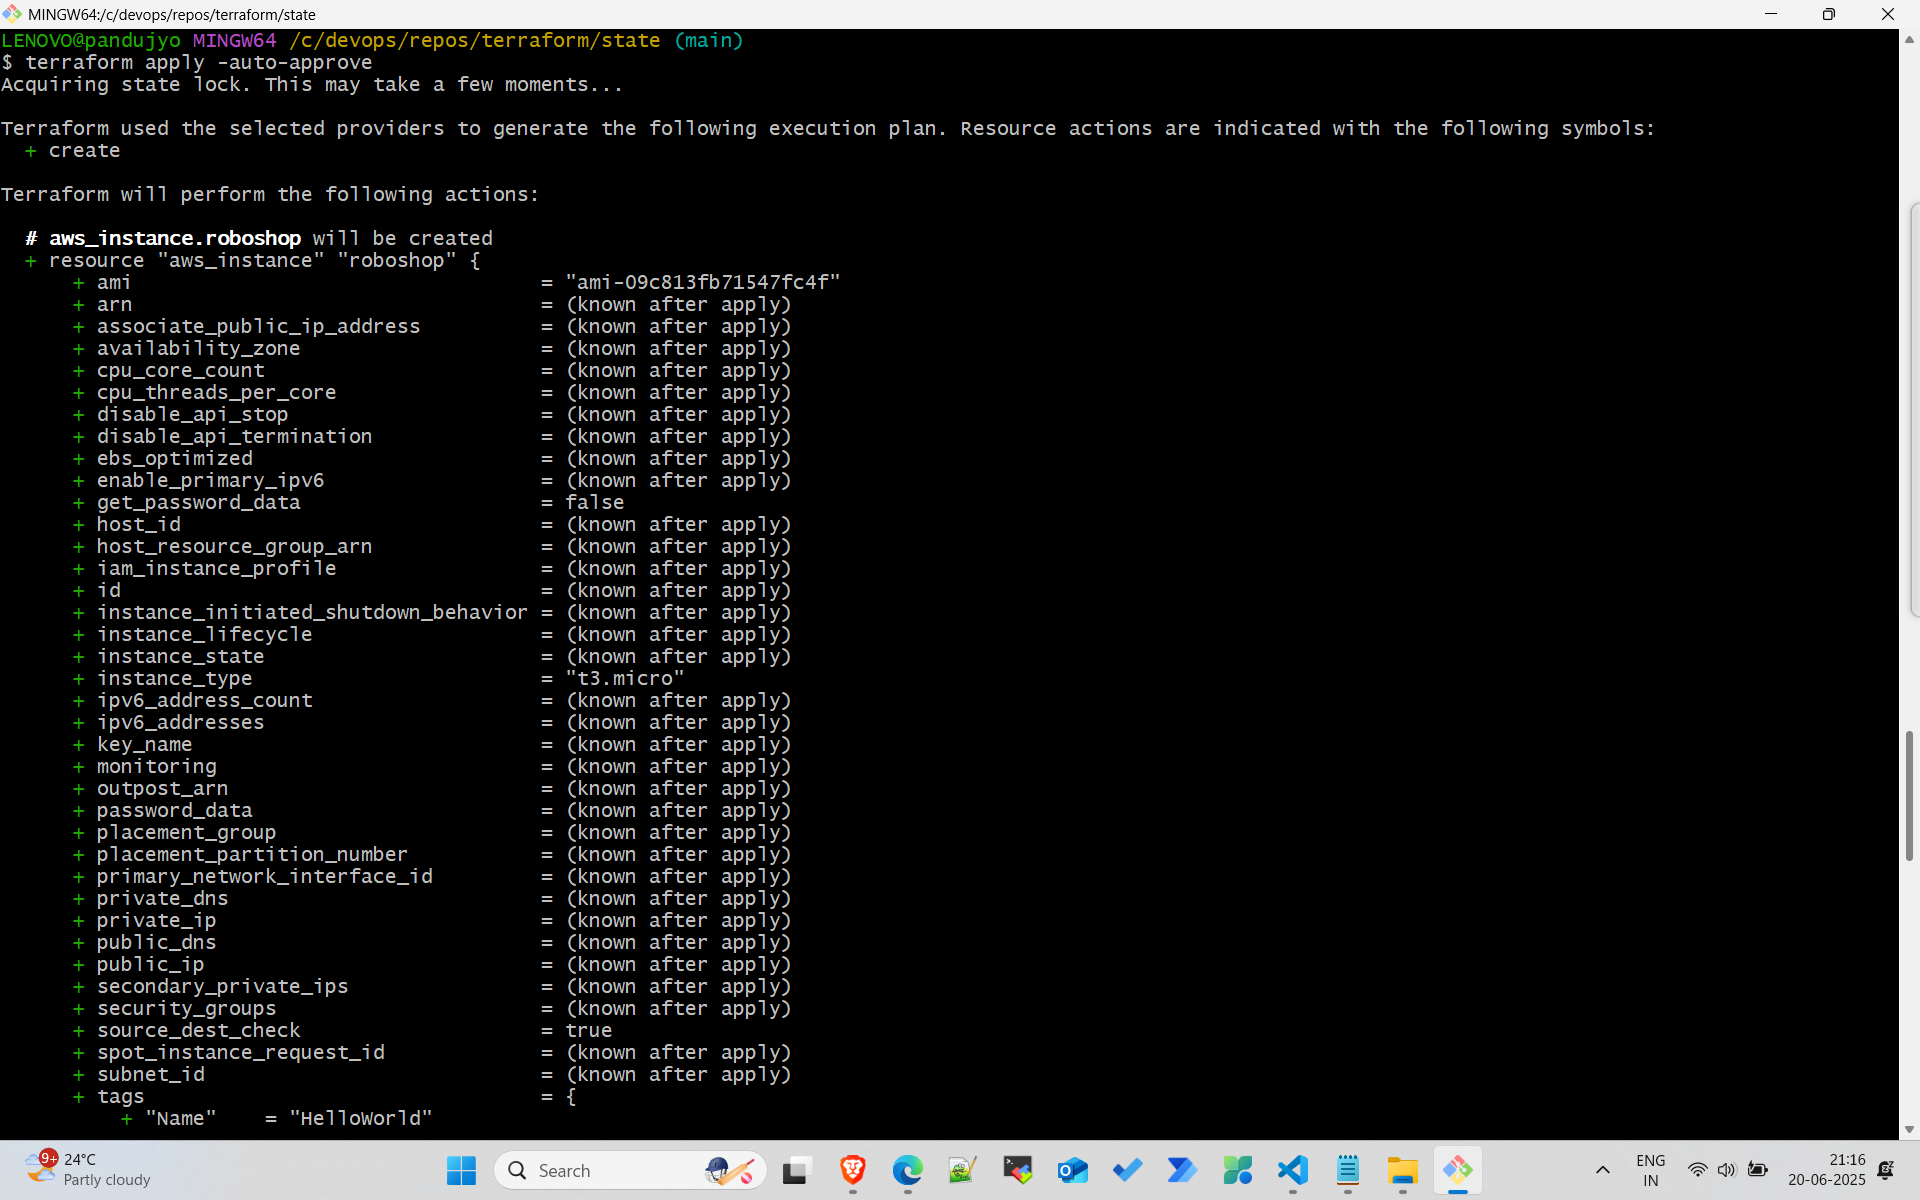 MINGW64:/c/devops/repos/terraform/state
LENOVO@pandujyo MINGW64 /c/devops/repos/terraform/state (main)
$ terraform apply -auto-approve
Acquiring state lock. This may take a few moments...
Terraform used the selected providers to generate the following execution plan. Resource actions are indicated with the following symbols:
+ create
Terraform will perform the following actions:
# aws_instance.roboshop will be created
+ resource "aws_instance" "roboshop" {
+ ami = "ami-09c813fb71547fc4f"
+ arn = (known after apply)
+ associate_public_ip_address = (known after apply)
+ availability_zone = (known after apply)
+ cpu_core_count = (known after apply)
+ cpu_threads_per_core = (known after apply)
+ disable_api_stop = (known after apply)
+ disable_api_termination = (known after apply)
+ ebs_optimized = (known after apply)
+ enable_primary_ipv6 = (known after apply)
+ get_password_data = false
+ host_id = (known after apply)
+ host_resource_group_arn = (known after apply)
+ iam_instance_profile = (known after apply)
+ id = (known after apply)
+ instance_initiated_shutdown_behavior = (known after apply)
+ instance_lifecycle = (known after apply)
+ instance_state = (known after apply)
+ instance_type = "t3.micro"
+ ipv6_address_count = (known after apply)
+ ipv6_addresses = (known after apply)
+ key_name = (known after apply)
+ monitoring = (known after apply)
+ outpost_arn = (known after apply)
+ password_data = (known after apply)
+ placement_group = (known after apply)
+ placement_partition_number = (known after apply)
+ primary_network_interface_id = (known after apply)
+ private_dns = (known after apply)
+ private_ip = (known after apply)
+ public_dns = (known after apply)
+ public_ip = (known after apply)
+ secondary_private_ips = (known after apply)
+ security_groups = (known after apply)
+ source_dest_check = true
+ spot_instance_request_id = (known after apply)
+ subnet_id = (known after apply)
+ tags = {
+ "Name" = "HelloWorld"
9+
24°C
Partly cloudy
Search
ENG
IN
21:16
20-06-2025